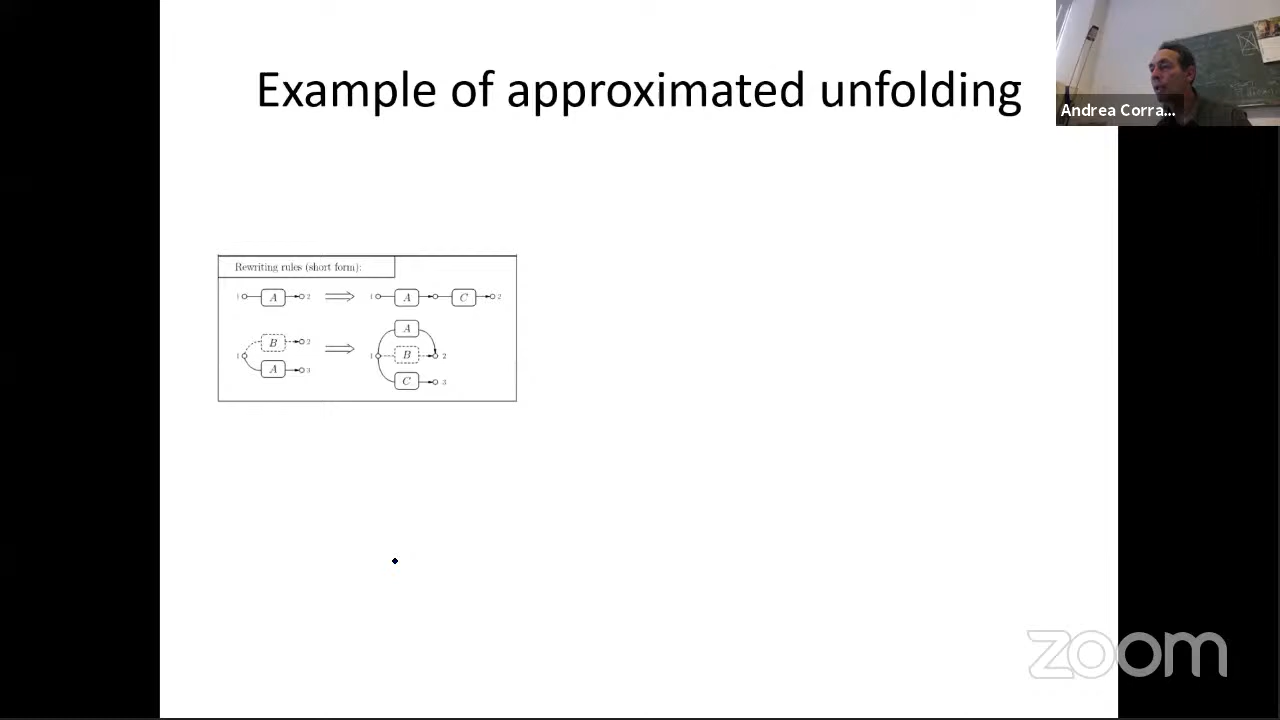 Example of approximated unfolding
Andrea Corra...
Rewriting rules (short form):
1 A 2 ⟹ 1 A C 2
1 B 2 A 3 ⟹ 1 A B 2 C 3
zoom